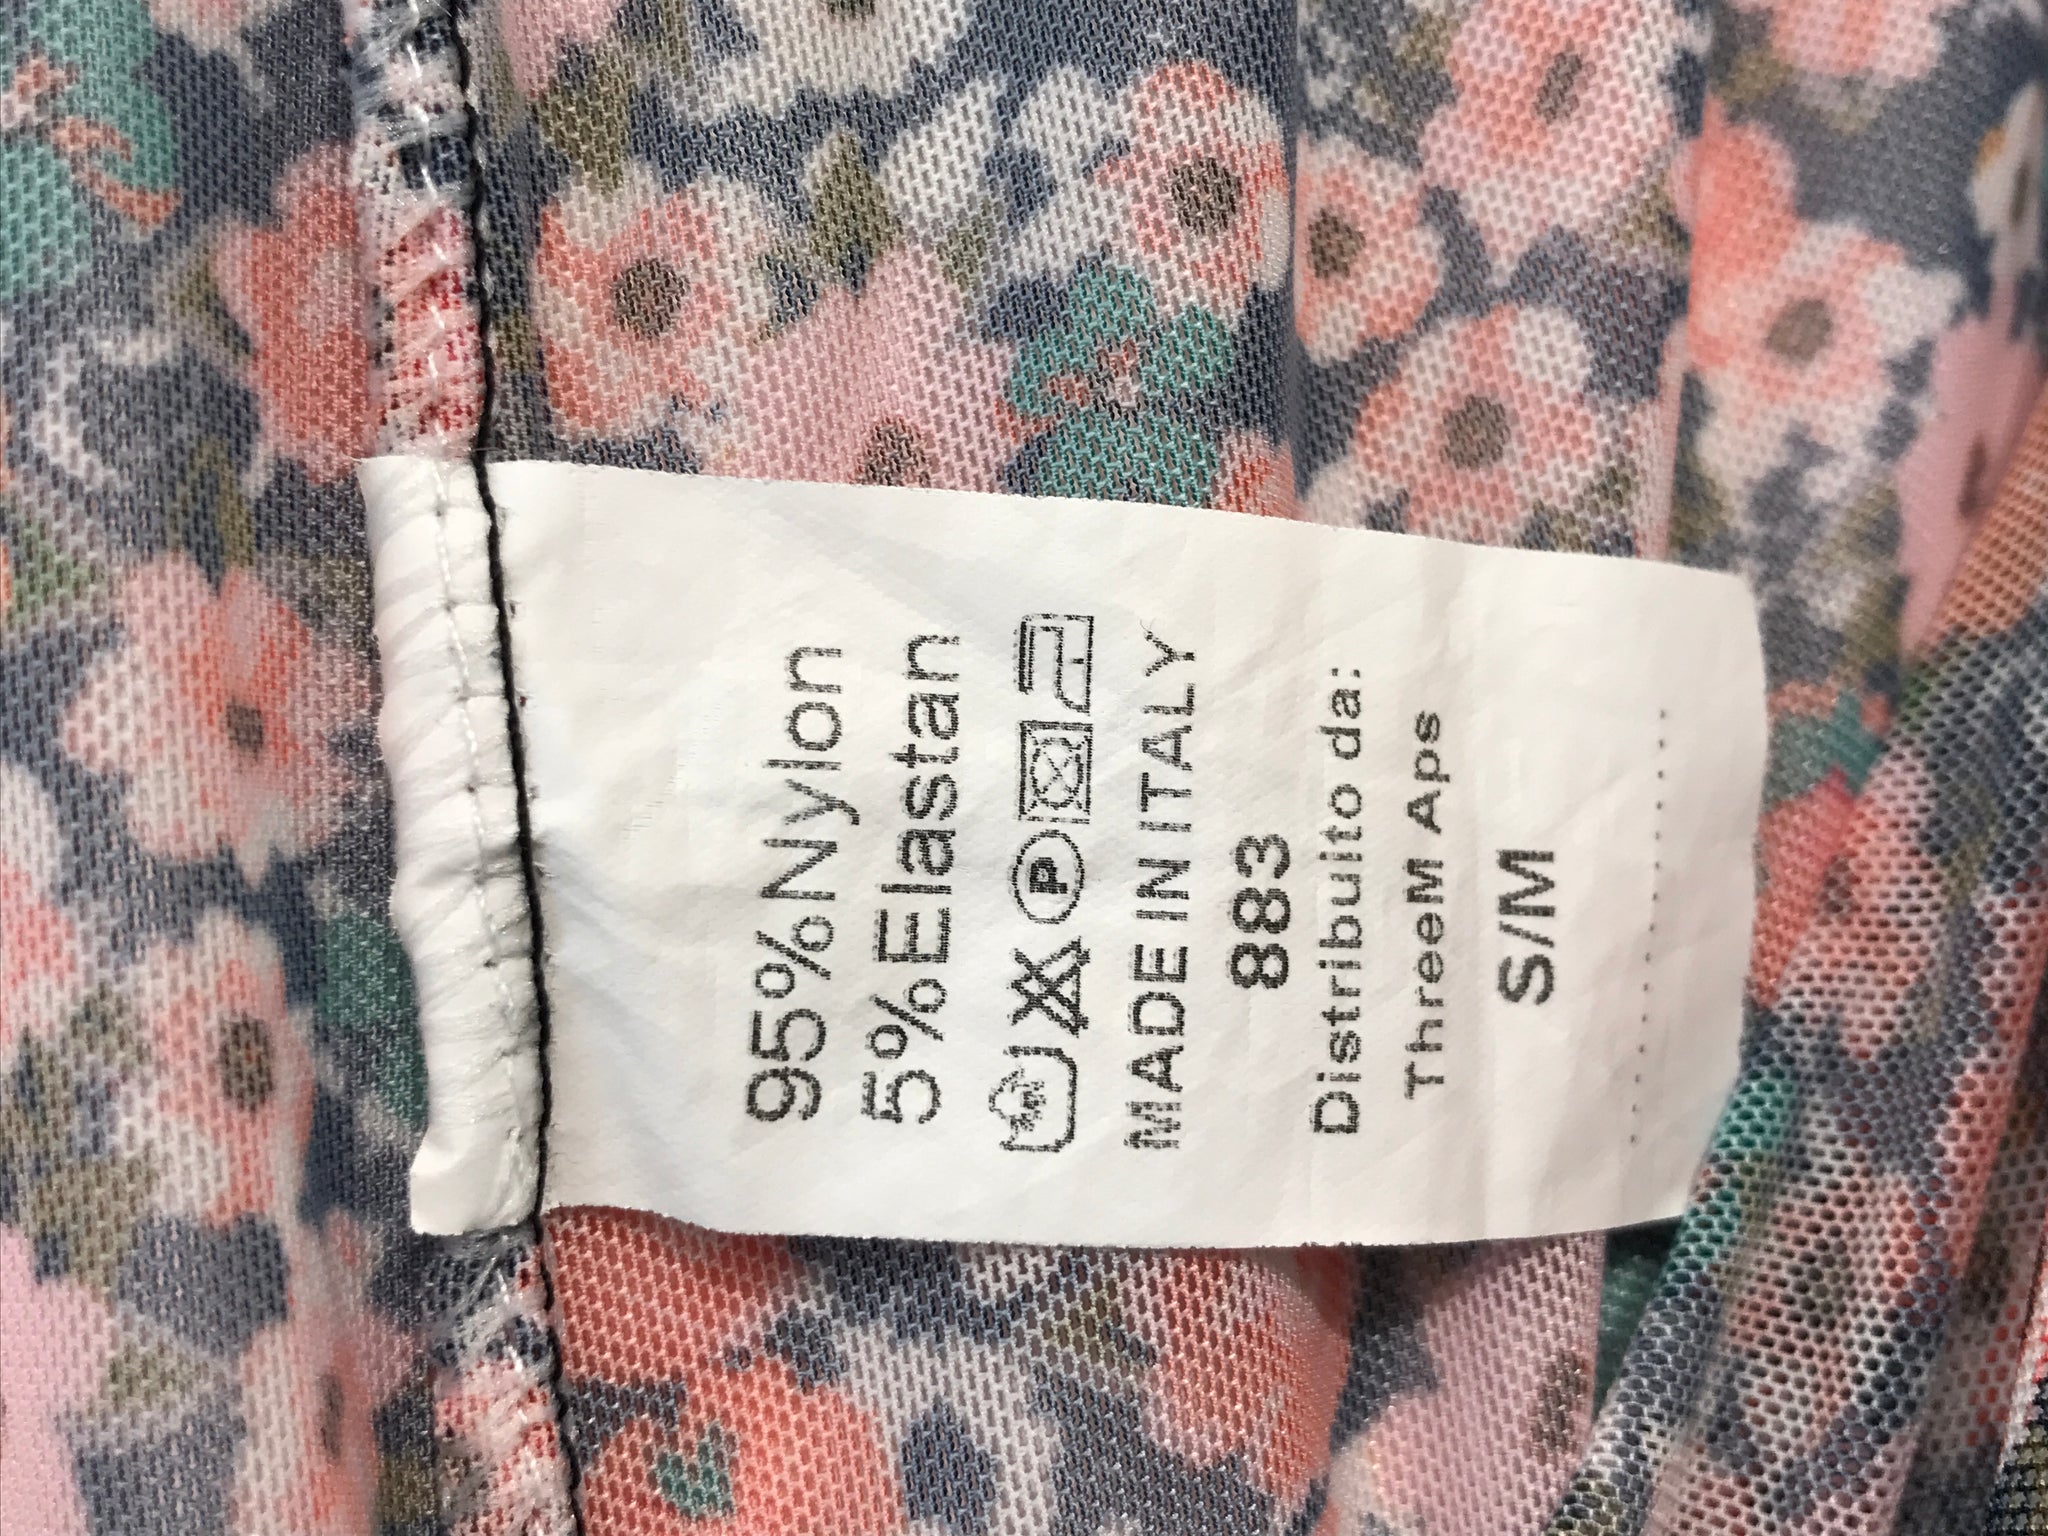 95% Nylon
5% Elastan
P
MADE IN ITALY
883
Distribuito da:
ThreeM Aps
S/M